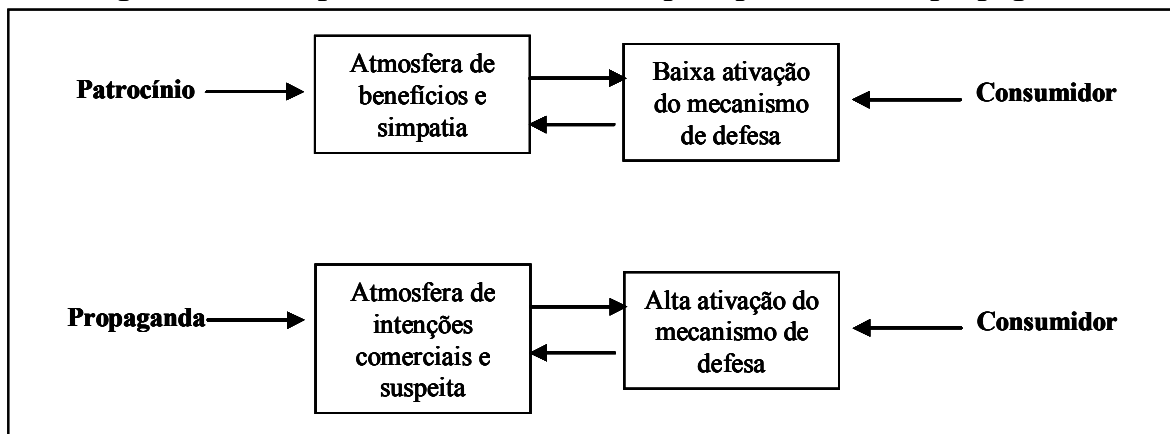 Patrocínio
Atmosfera de
benefícios e
simpatia
Baixa ativação
do mecanismo
de defesa
Consumidor
Propaganda
Atmosfera de
intenções
comerciais e
suspeita
Alta ativação do
mecanismo de
defesa
Consumidor